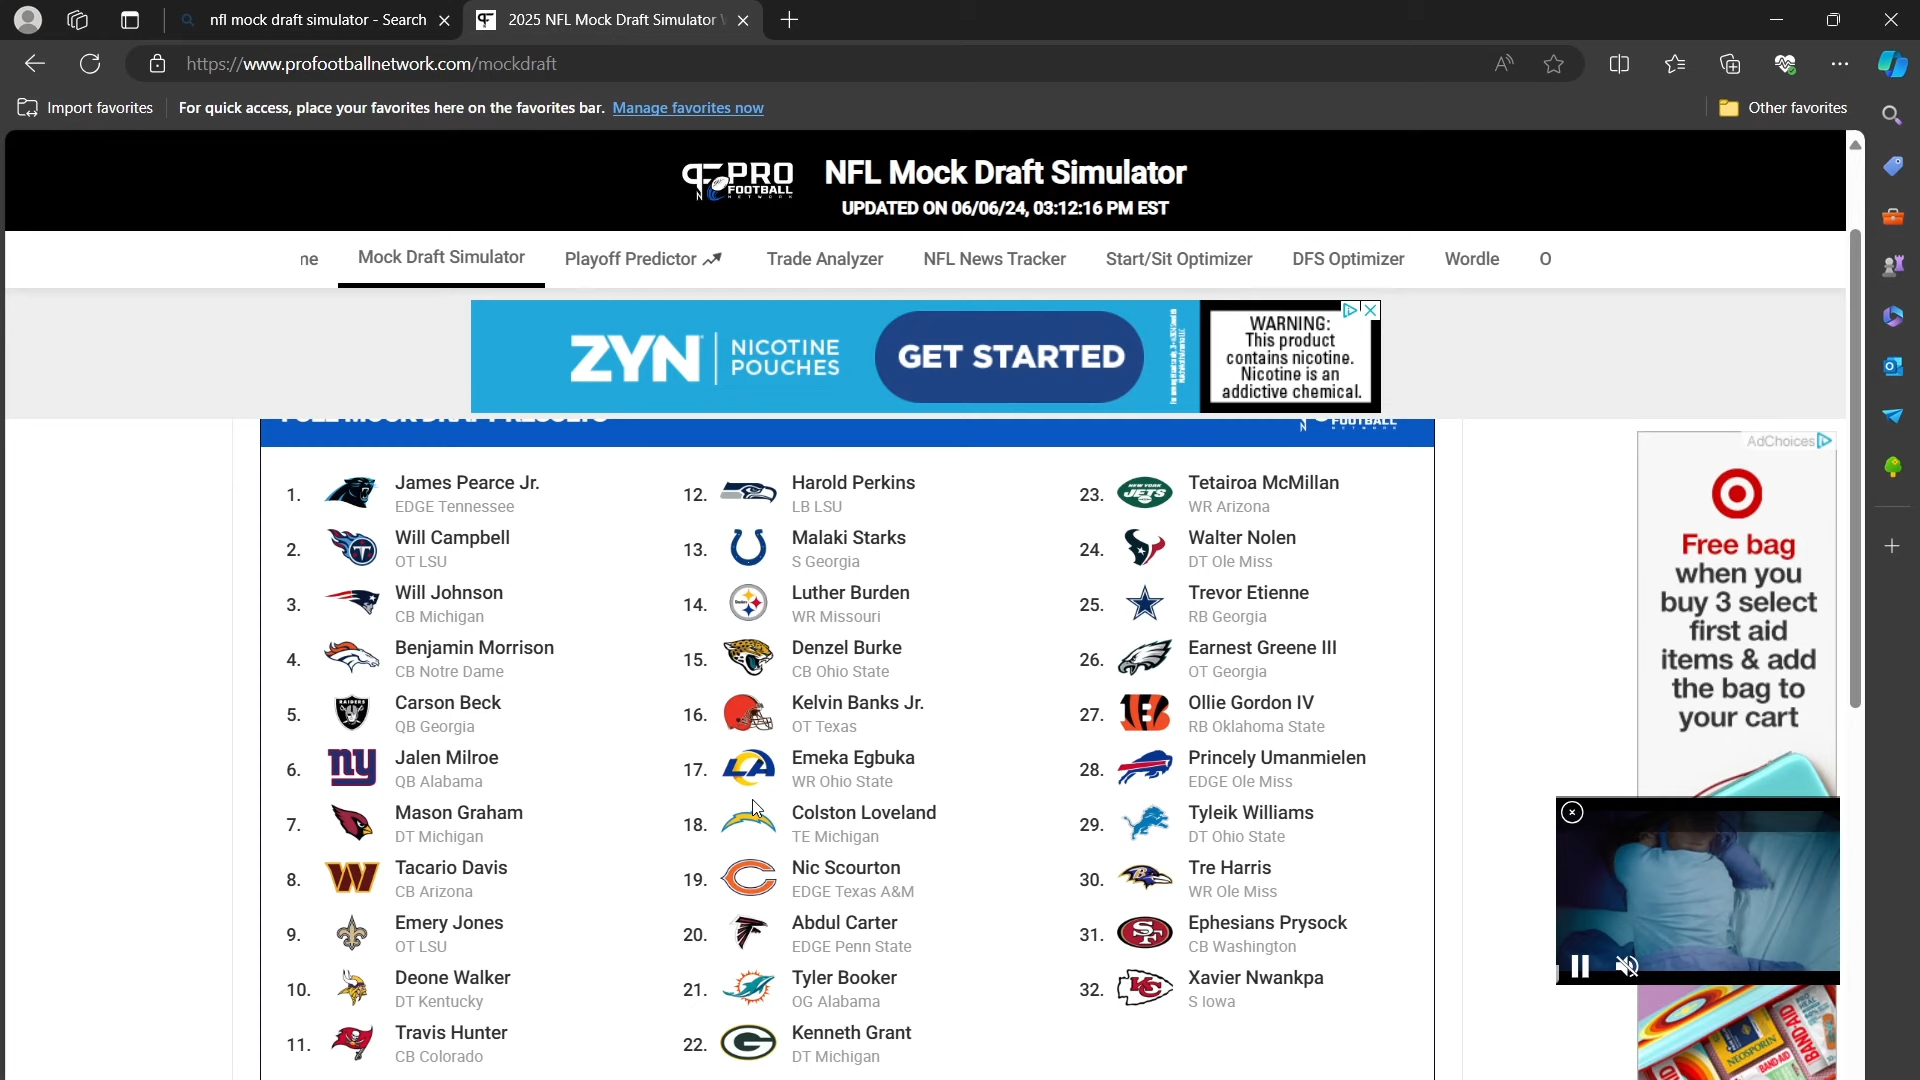 nfl mock draft simulator - Search
2025 NFL Mock Draft Simulator
https://www.profootballnetwork.com/mockdraft
Import favorites
For quick access, place your favorites here on the favorites bar. Manage favorites now
Other favorites
PRO
FOOTBALL
NETWORK
NFL Mock Draft Simulator
UPDATED ON 06/06/24, 03:12:16 PM EST
ne
Mock Draft Simulator
Playoff Predictor
Trade Analyzer
NFL News Tracker
Start/Sit Optimizer
DFS Optimizer
Wordle
O
ZYN
NICOTINE
POUCHES
GET STARTED
WARNING:
This product
contains nicotine.
Nicotine is an
addictive chemical.
FULL MOCK DRAFT RESULTS
FOOTBALL
NETWORK
1. James Pearce Jr.
EDGE Tennessee
2. Will Campbell
OT LSU
3. Will Johnson
CB Michigan
4. Benjamin Morrison
CB Notre Dame
5. Carson Beck
QB Georgia
6. Jalen Milroe
QB Alabama
7. Mason Graham
DT Michigan
8. Tacario Davis
CB Arizona
9. Emery Jones
OT LSU
10. Deone Walker
DT Kentucky
11. Travis Hunter
CB Colorado
12. Harold Perkins
LB LSU
13. Malaki Starks
S Georgia
14. Luther Burden
WR Missouri
15. Denzel Burke
CB Ohio State
16. Kelvin Banks Jr.
OT Texas
17. Emeka Egbuka
WR Ohio State
18. Colston Loveland
TE Michigan
19. Nic Scourton
EDGE Texas A&M
20. Abdul Carter
EDGE Penn State
21. Tyler Booker
OG Alabama
22. Kenneth Grant
DT Michigan
23. Tetairoa McMillan
WR Arizona
24. Walter Nolen
DT Ole Miss
25. Trevor Etienne
RB Georgia
26. Earnest Greene III
OT Georgia
27. Ollie Gordon IV
RB Oklahoma State
28. Princely Umanmielen
EDGE Ole Miss
29. Tyleik Williams
DT Ohio State
30. Tre Harris
WR Ole Miss
31. Ephesians Prysock
CB Washington
32. Xavier Nwankpa
S Iowa
AdChoices
Free bag
when you
buy 3 select
first aid
items & add
the bag to
your cart
NEOSPORIN
BAND-AID